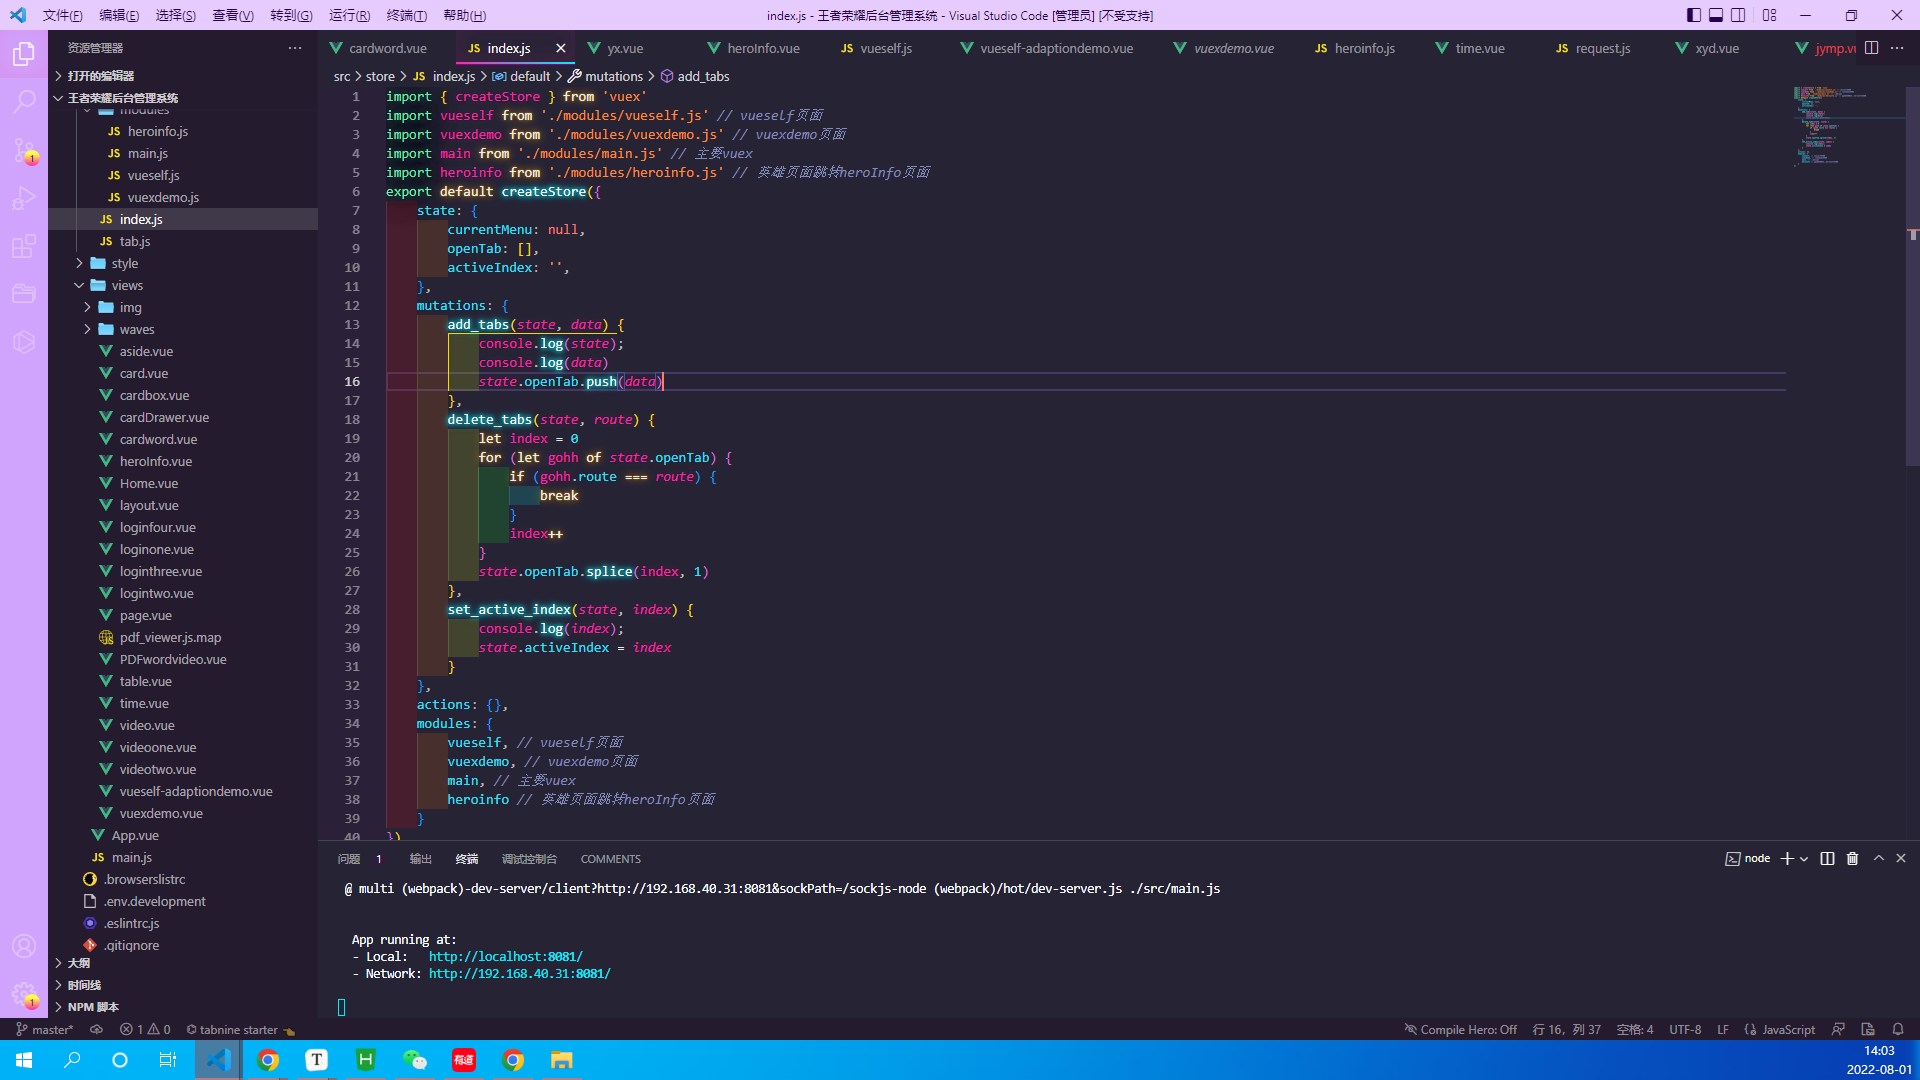 文件(F) 编辑(E) 选择(S) 查看(V) 转到(G) 运行(R) 终端(T) 帮助(H)
index.js - 王者荣耀后台管理系统 - Visual Studio Code [管理员] [不受支持]
资源管理器
打开的编辑器
王者荣耀后台管理系统
modules
JS heroinfo.js
JS main.js
JS vueself.js
JS vuexdemo.js
JS index.js
JS tab.js
style
views
img
waves
aside.vue
card.vue
cardbox.vue
cardDrawer.vue
cardword.vue
heroInfo.vue
Home.vue
layout.vue
loginfour.vue
loginone.vue
loginthree.vue
logintwo.vue
page.vue
pdf_viewer.js.map
PDFwordvideo.vue
table.vue
time.vue
video.vue
videoone.vue
videotwo.vue
vueself-adaptiondemo.vue
vuexdemo.vue
App.vue
JS main.js
.browserslistrc
.env.development
.eslintrc.js
.gitignore
大纲
时间线
NPM 脚本
cardword.vue
JS index.js
yx.vue
heroInfo.vue
JS vueself.js
vueself-adaptiondemo.vue
vuexdemo.vue
JS heroinfo.js
time.vue
JS request.js
xyd.vue
jymp.vu
src > store > JS index.js > default > mutations > add_tabs
1 import { createStore } from 'vuex'
2 import vueself from './modules/vueself.js' // vueself页面
3 import vuexdemo from './modules/vuexdemo.js' // vuexdemo页面
4 import main from './modules/main.js' // 主要vuex
5 import heroinfo from './modules/heroinfo.js' // 英雄页面跳转heroInfo页面
6 export default createStore({
7 state: {
8 currentMenu: null,
9 openTab: [],
10 activeIndex: '',
11 },
12 mutations: {
13 add_tabs(state, data) {
14 console.log(state);
15 console.log(data)
16 state.openTab.push(data)
17 },
18 delete_tabs(state, route) {
19 let index = 0
20 for (let gohh of state.openTab) {
21 if (gohh.route === route) {
22 break
23 }
24 index++
25 }
26 state.openTab.splice(index, 1)
27 },
28 set_active_index(state, index) {
29 console.log(index);
30 state.activeIndex = index
31 }
32 },
33 actions: {},
34 modules: {
35 vueself, // vueself页面
36 vuexdemo, // vuexdemo页面
37 main, // 主要vuex
38 heroinfo // 英雄页面跳转heroInfo页面
39 }
40 })
问题 1 输出 终端 调试控制台 COMMENTS
node
@ multi (webpack)-dev-server/client?http://192.168.40.31:8081&sockPath=/sockjs-node (webpack)/hot/dev-server.js ./src/main.js
App running at:
- Local: http://localhost:8081/
- Network: http://192.168.40.31:8081/
master* 1 0 tabnine starter
Compile Hero: Off 行 16，列 37 空格: 4 UTF-8 LF JavaScript
14:03
2022-08-01